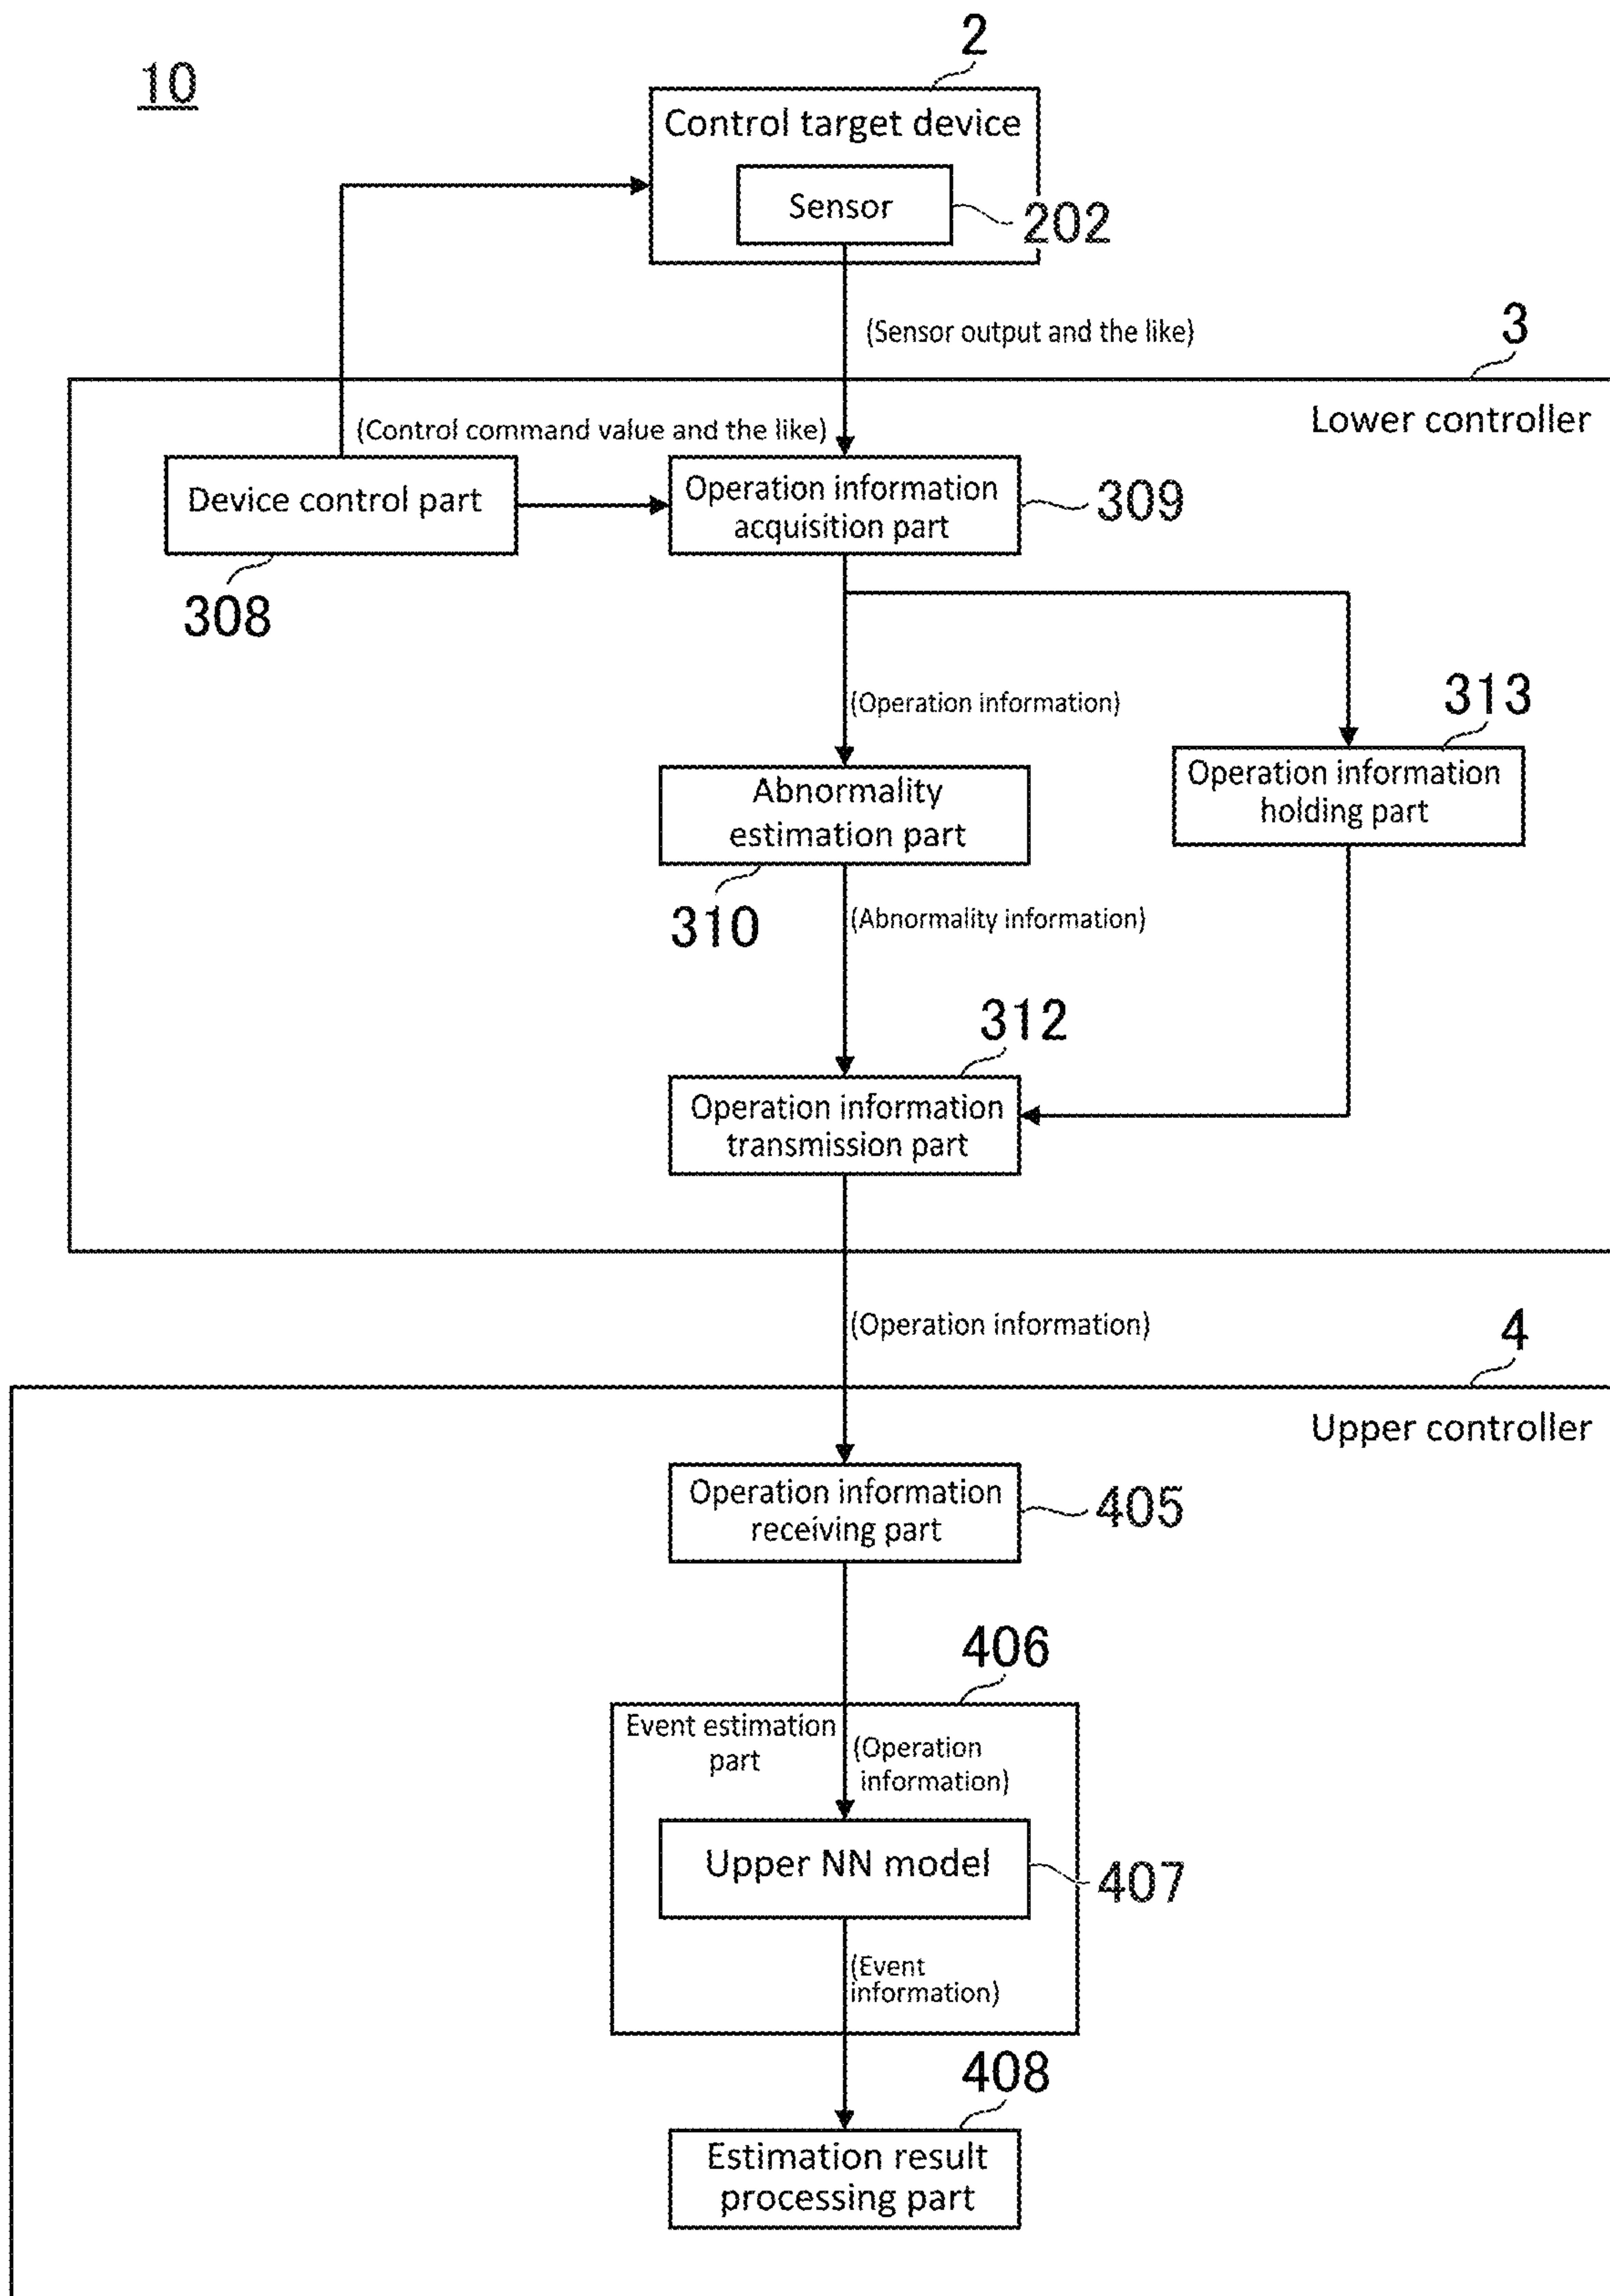 10
2
Control target device
Sensor
202
(Sensor output and the like)
3
Lower controller
(Control command value and the like)
Device control part
308
Operation information
acquisition part
309
(Operation information)
313
Operation information
holding part
Abnormality
estimation part
310
(Abnormality information)
312
Operation information
transmission part
(Operation information)
4
Upper controller
Operation information
receiving part
405
406
Event estimation
part
(Operation
information)
Upper NN model
407
(Event
information)
408
Estimation result
processing part